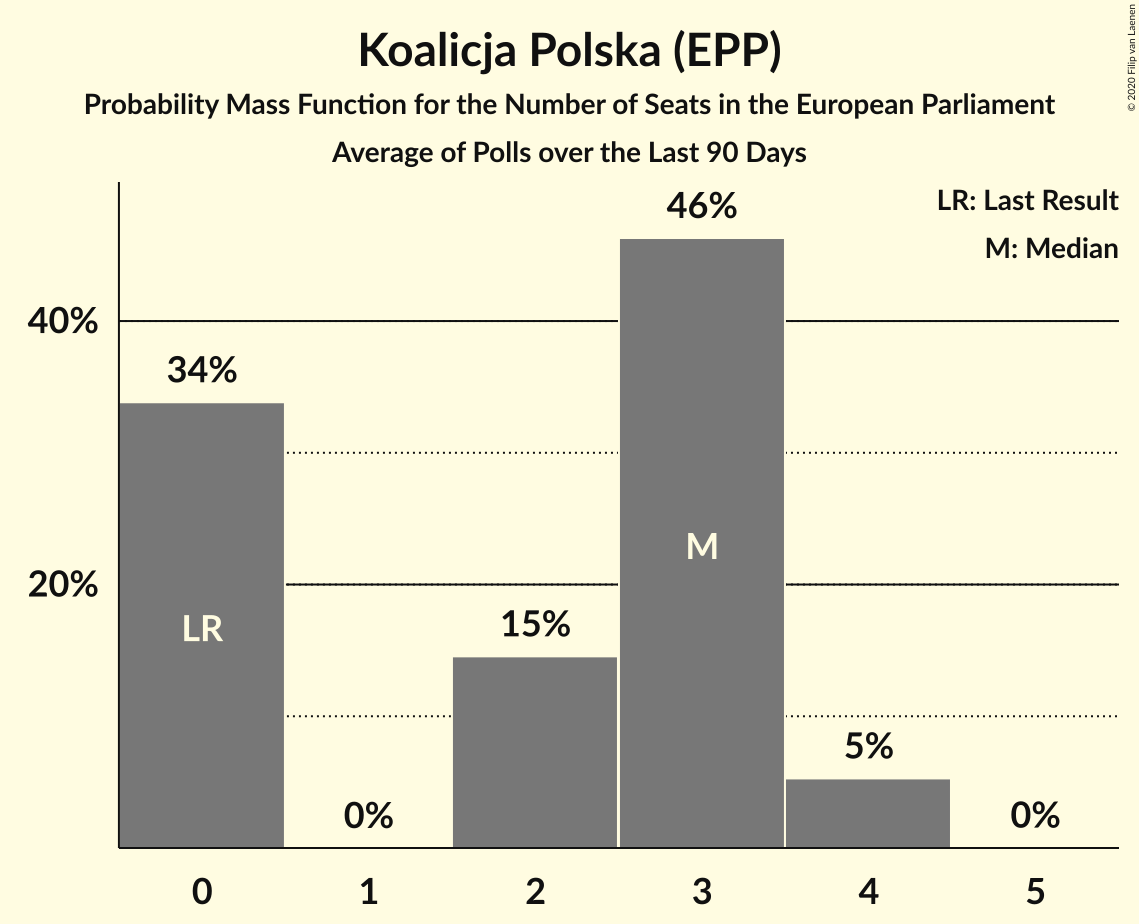 Koalicja Polska (EPP)
Probability Mass Function for the Number of Seats in the European Parliament
Average of Polls over the Last 90 Days
© 2020 Filip van Laenen
LR: Last Result
M: Median
46%
40%
34%
M
20%
15%
LR
5%
0%
0%
0 1 2 3 4 5